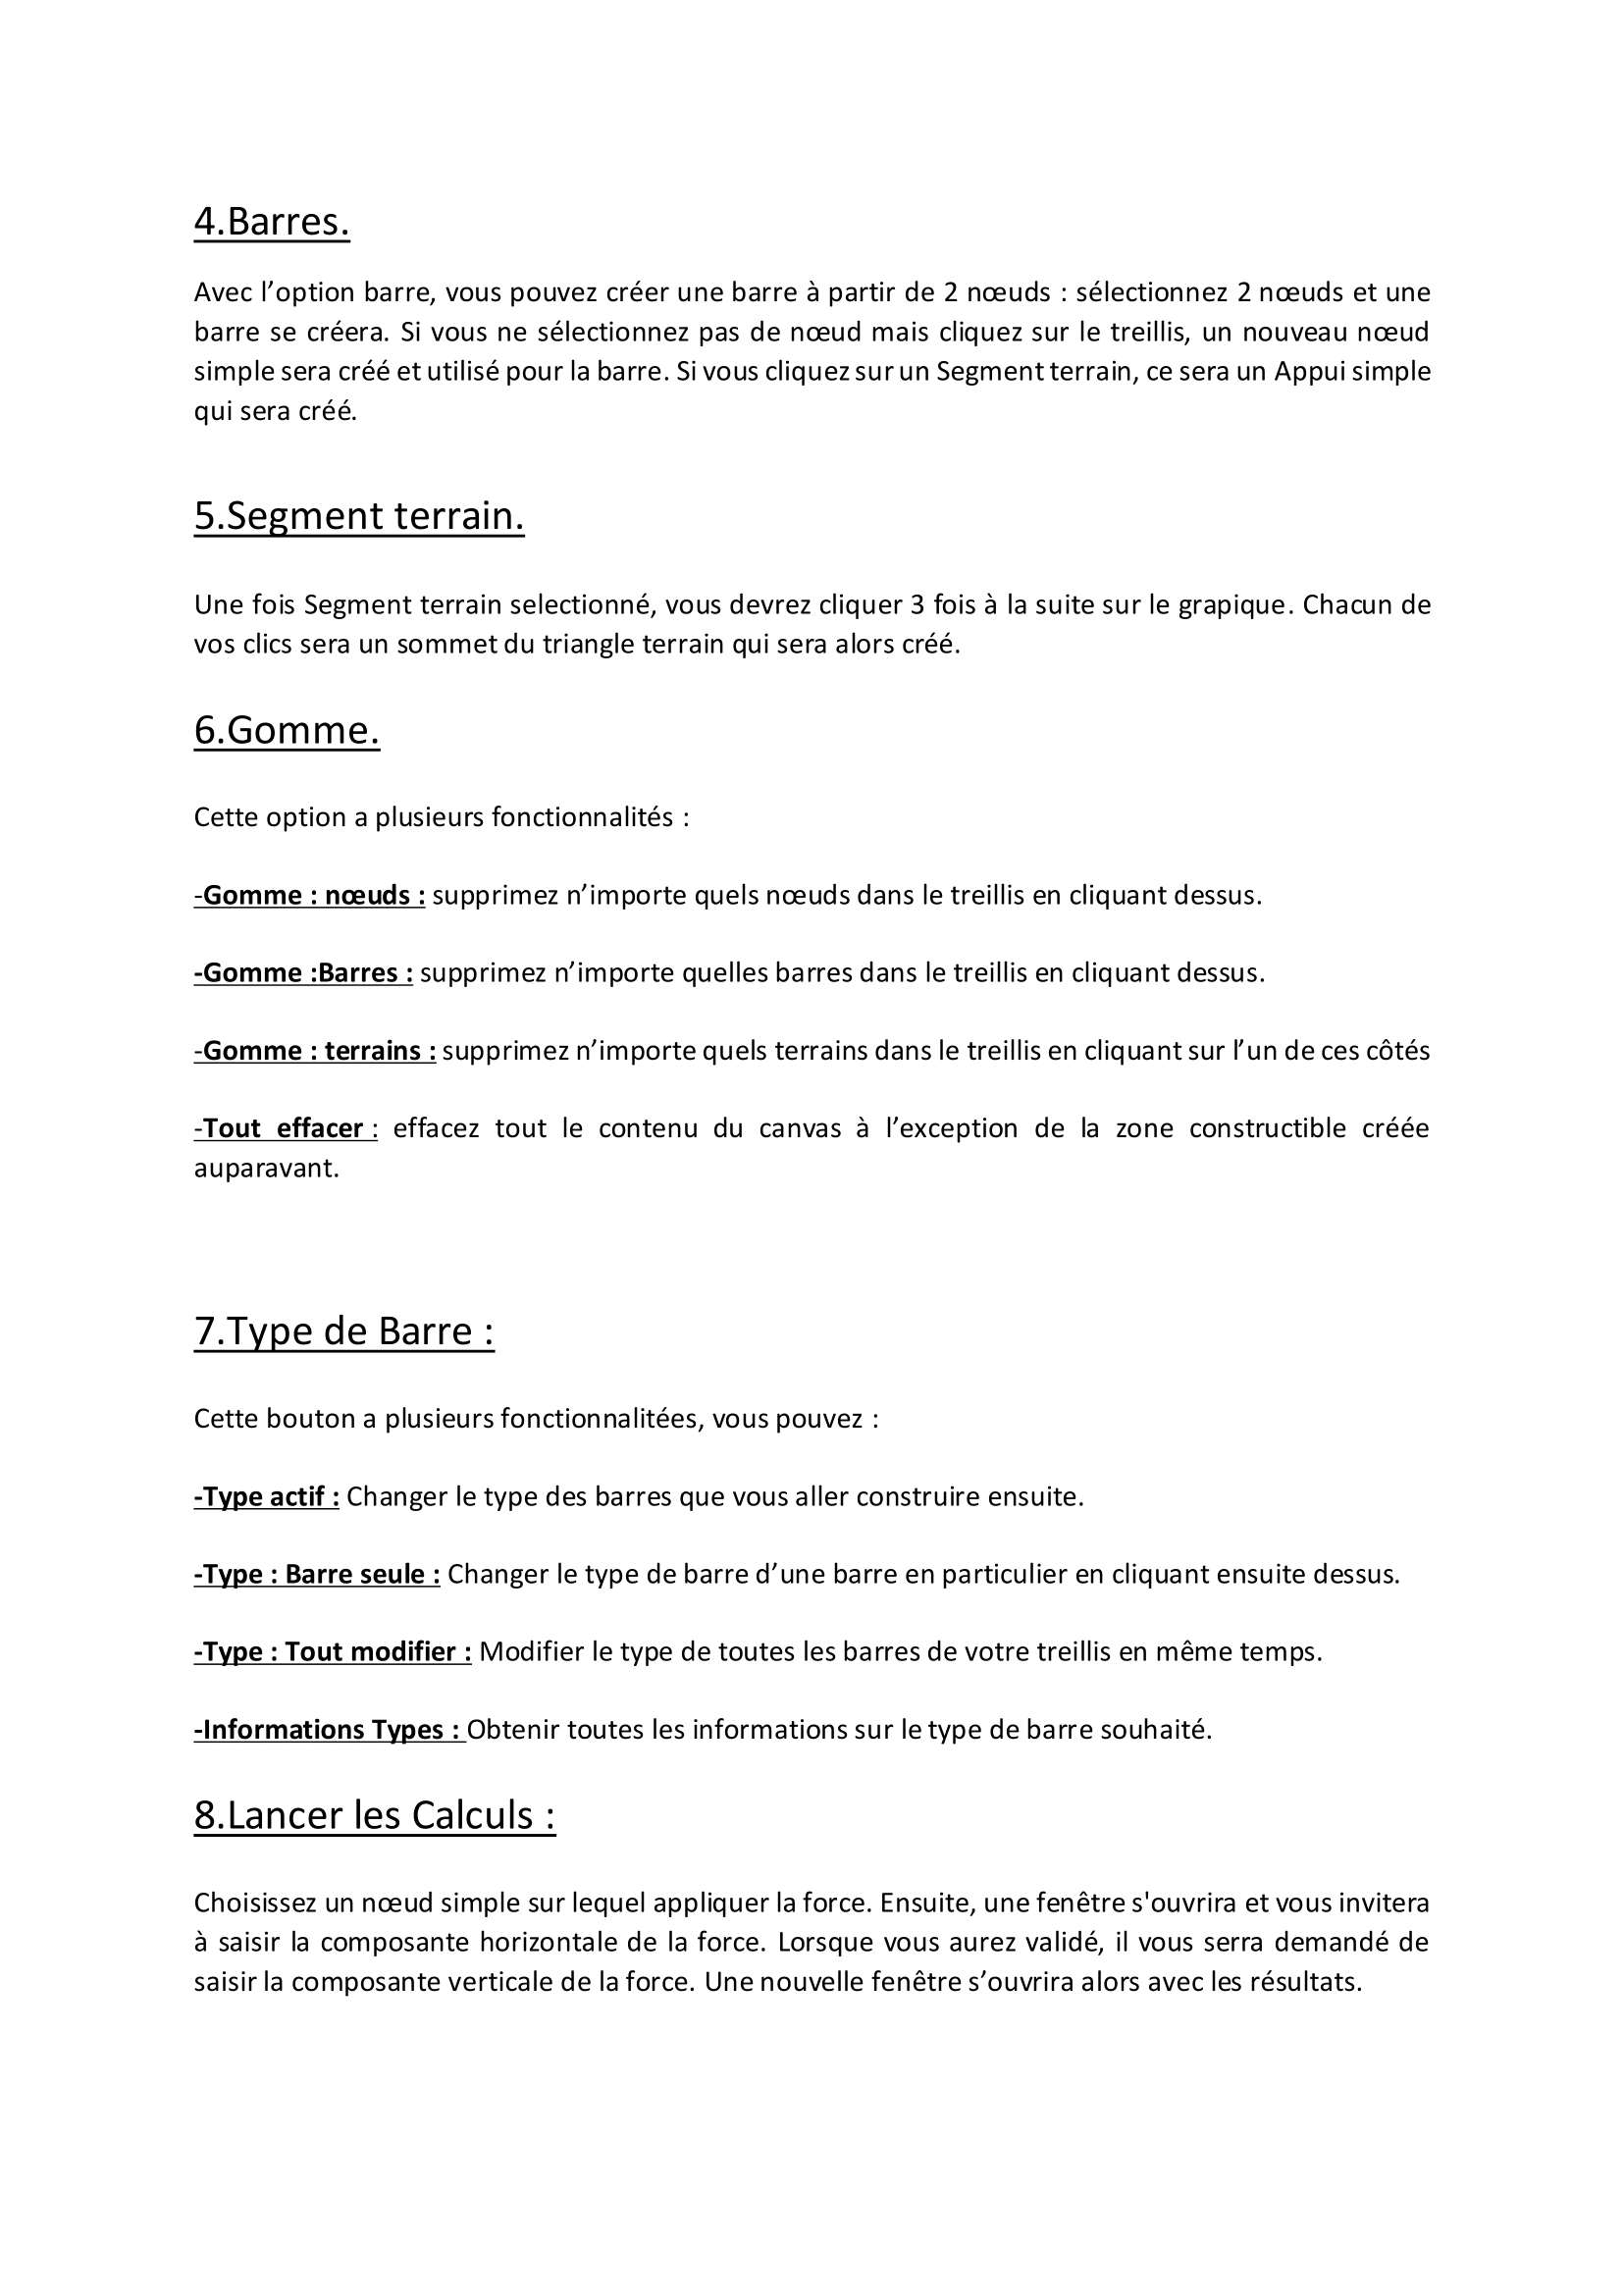 4.Barres.
Avec l’option barre, vous pouvez créer une barre à partir de 2 nœuds : sélectionnez 2 nœuds et une
barre se créera. Si vous ne sélectionnez pas de nœud mais cliquez sur le treillis, un nouveau nœud
simple sera créé et utilisé pour la barre. Si vous cliquez sur un Segment terrain, ce sera un Appui simple
qui sera créé.
5.Segment terrain.
Une fois Segment terrain selectionné, vous devrez cliquer 3 fois à la suite sur le grapique. Chacun de
vos clics sera un sommet du triangle terrain qui sera alors créé.
6.Gomme.
Cette option a plusieurs fonctionnalités :
-Gomme : nœuds : supprimez n’importe quels nœuds dans le treillis en cliquant dessus.
-Gomme :Barres : supprimez n’importe quelles barres dans le treillis en cliquant dessus.
-Gomme : terrains : supprimez n’importe quels terrains dans le treillis en cliquant sur l’un de ces côtés
-Tout effacer : effacez tout le contenu du canvas à l’exception de la zone constructible créée
auparavant.
7.Type de Barre :
Cette bouton a plusieurs fonctionnalitées, vous pouvez :
-Type actif : Changer le type des barres que vous aller construire ensuite.
-Type : Barre seule : Changer le type de barre d’une barre en particulier en cliquant ensuite dessus.
-Type : Tout modifier : Modifier le type de toutes les barres de votre treillis en même temps.
-Informations Types : Obtenir toutes les informations sur le type de barre souhaité.
8.Lancer les Calculs :
Choisissez un nœud simple sur lequel appliquer la force. Ensuite, une fenêtre s'ouvrira et vous invitera
à saisir la composante horizontale de la force. Lorsque vous aurez validé, il vous serra demandé de
saisir la composante verticale de la force. Une nouvelle fenêtre s’ouvrira alors avec les résultats.